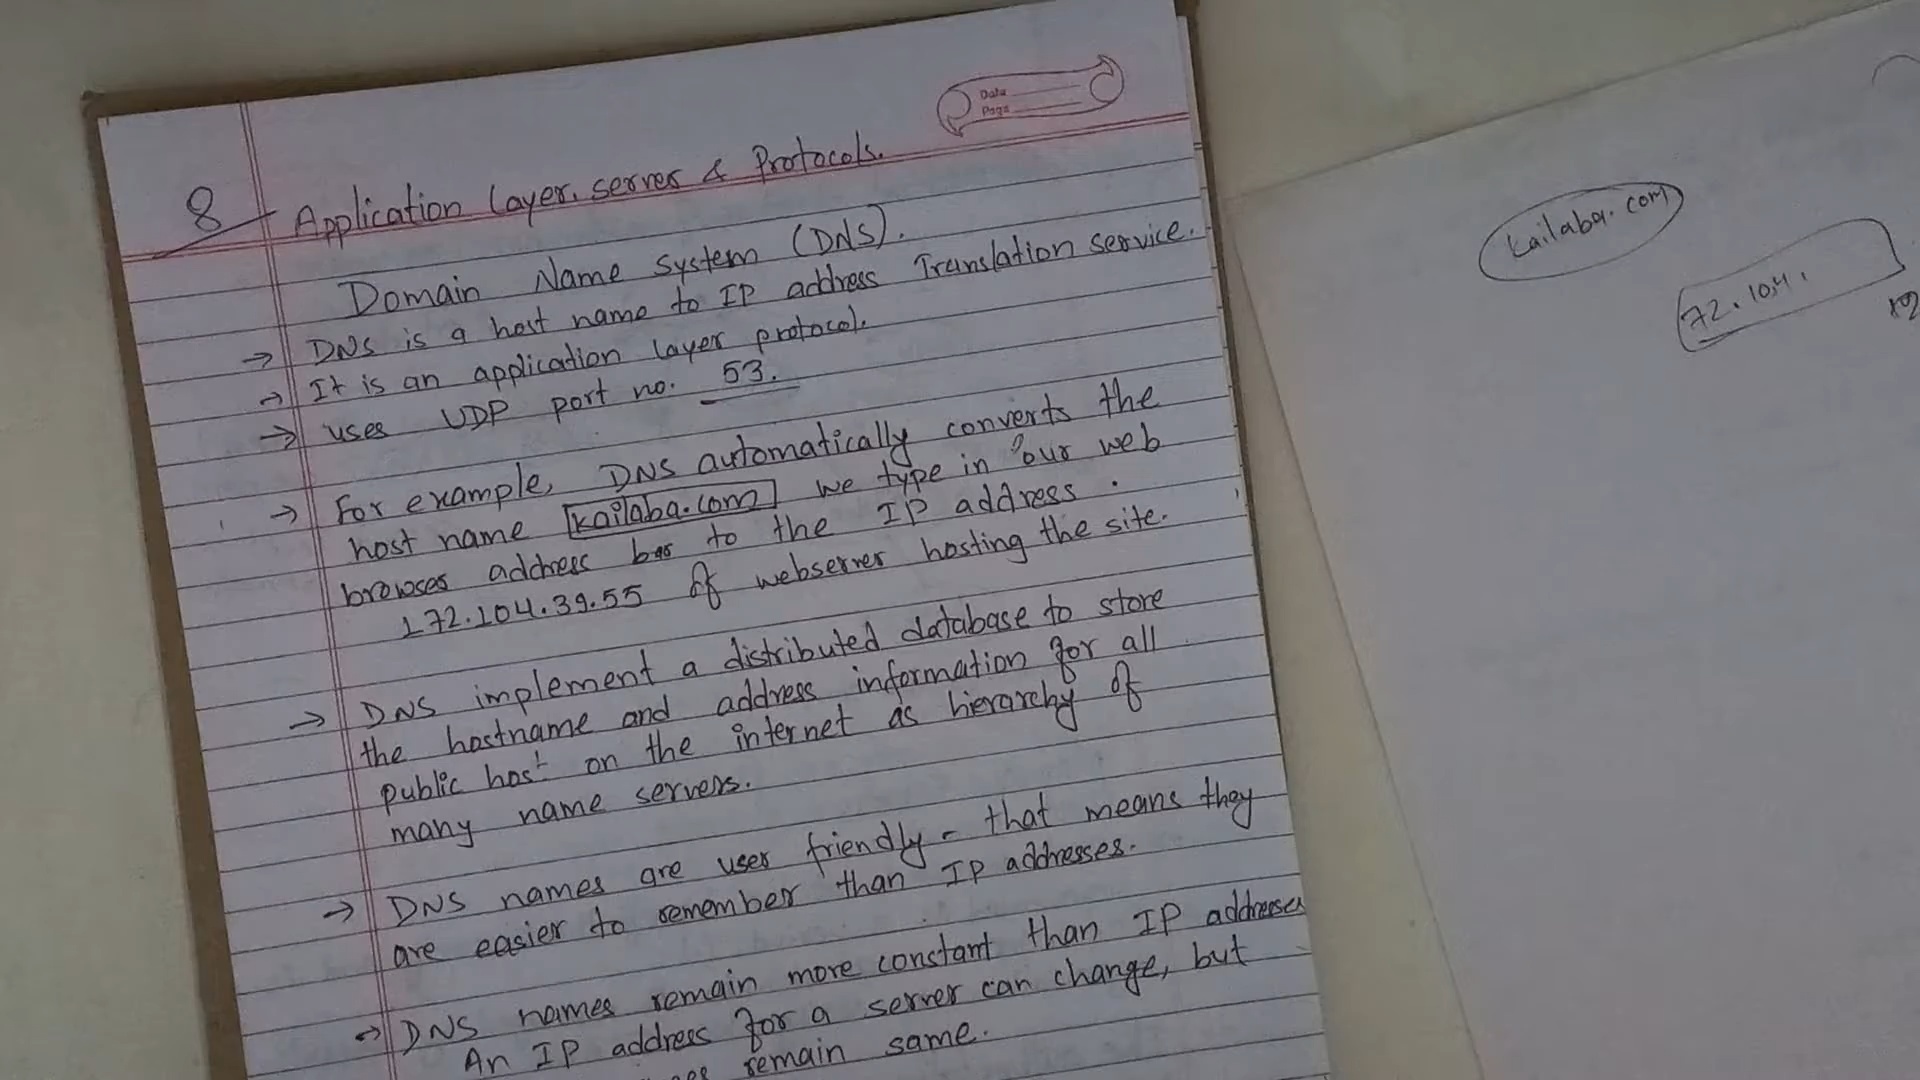 Date
Page
8 Application Layer, server & Protocols.
Domain Name System (DNS).
→ DNS is a host name to IP address Translation service.
→ It is an application layer protocol.
→ uses UDP port no. 53.
→ For example, DNS automatically converts the
host name kailaba.com we type in our web
browser address bar to the IP address.
172.104.39.55 of webserver hosting the site.
→ DNS implement a distributed database to store
the hostname and address information for all
public host on the internet as hierarchy of
many name servers.
→ DNS names are user friendly - that means they
are easier to remember than IP addresses.
→ DNS names remain more constant than IP addresses
An IP address for a server can change, but
remain same.
kailaba.com
72.104.